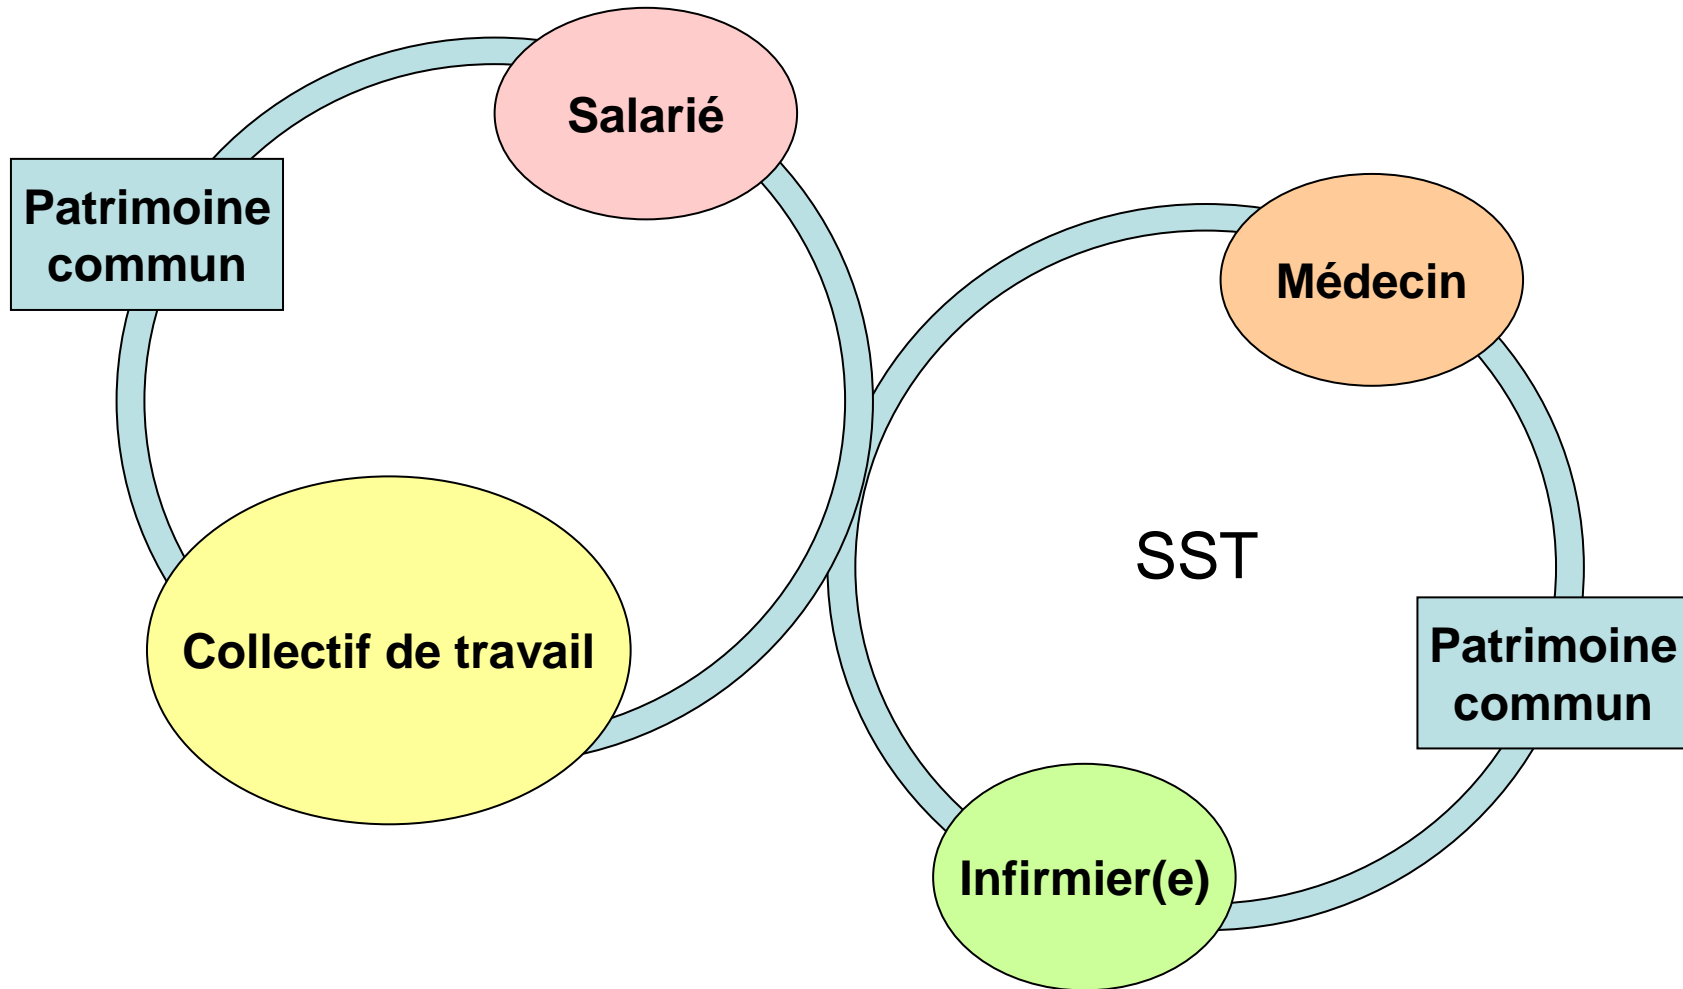 Salarié
Patrimoine
commun
Médecin
SST
Collectif de travail
Patrimoine
commun
Infirmier(e)